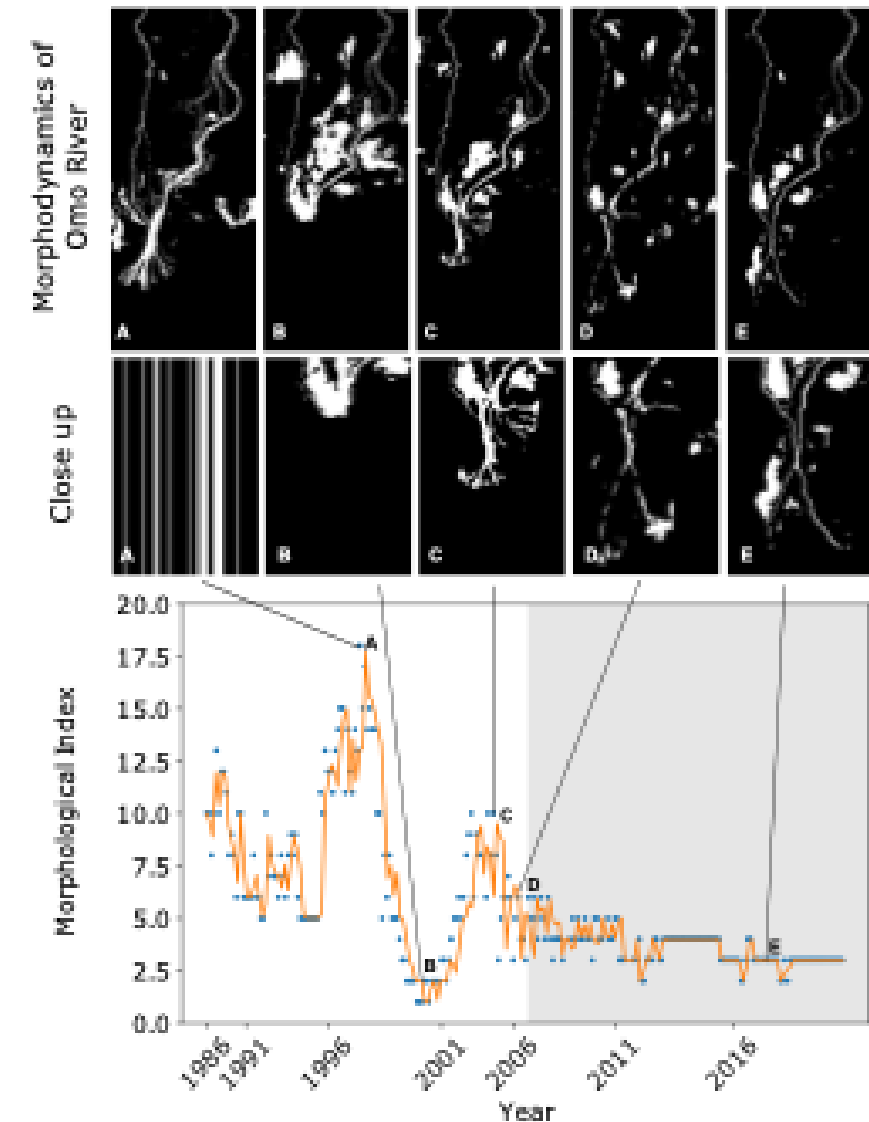 Morphodynamics of
Omo River
A
B
C
D
E
Close up
A
B
C
D
E
Morphological Index
20.0
17.5
15.0
12.5
10.0
7.5
5.0
2.5
0.0
A
B
C
D
E
1986
1991
1996
2001
2006
2011
2016
Year